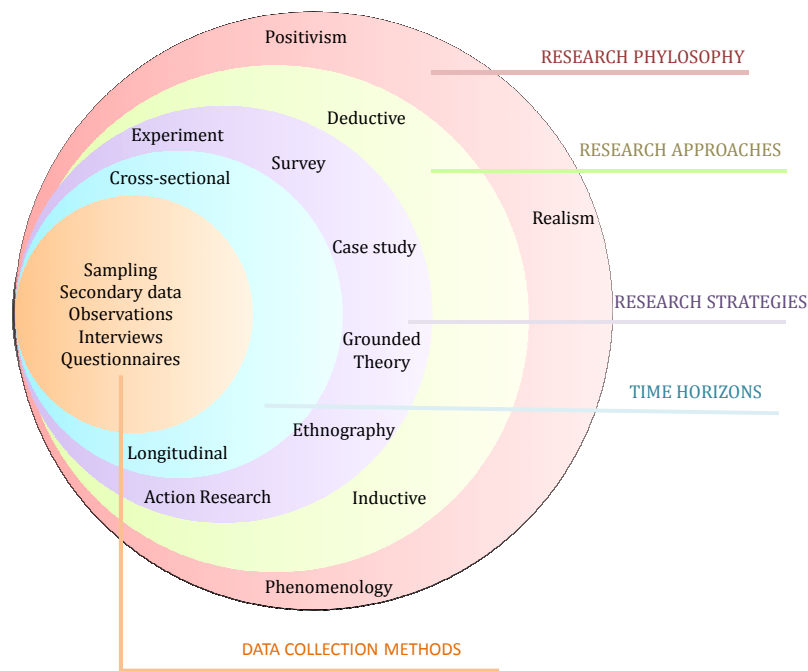 Positivism
RESEARCH PHYLOSOPHY
Deductive
Experiment
RESEARCH APPROACHES
Survey
Cross-sectional
Realism
Case study
Sampling
Secondary data
Observations
Interviews
Questionnaires
RESEARCH STRATEGIES
Grounded
Theory
TIME HORIZONS
Ethnography
Longitudinal
Action Research
Inductive
Phenomenology
DATA COLLECTION METHODS